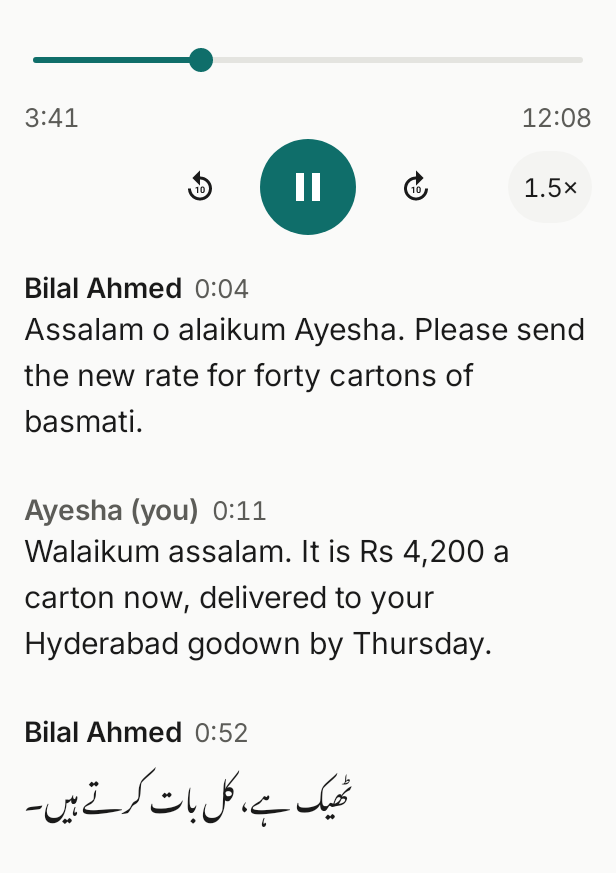 3:41
12:08
10
10
1.5×
Bilal Ahmed 0:04
Assalam o alaikum Ayesha. Please send
the new rate for forty cartons of
basmati.
Ayesha (you) 0:11
Walaikum assalam. It is Rs 4,200 a
carton now, delivered to your
Hyderabad godown by Thursday.
Bilal Ahmed 0:52
ٹھیک ہے، کل بات کرتے ہیں۔